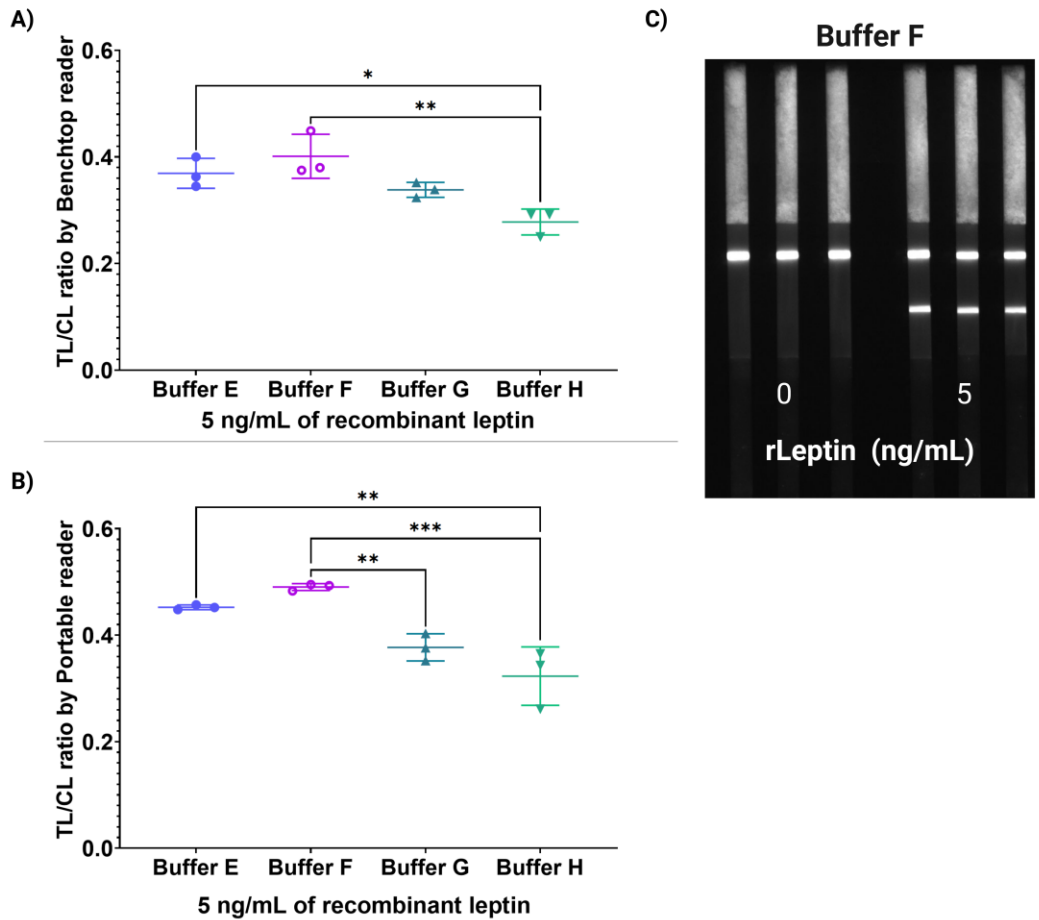 A)
TL/CL ratio by Benchtop reader
0.6
0.4
0.2
0.0
*
**
Buffer E Buffer F Buffer G Buffer H
5 ng/mL of recombinant leptin
B)
TL/CL ratio by Portable reader
0.6
0.4
0.2
0.0
**
***
**
Buffer E Buffer F Buffer G Buffer H
5 ng/mL of recombinant leptin
C)
Buffer F
0 5
rLeptin (ng/mL)